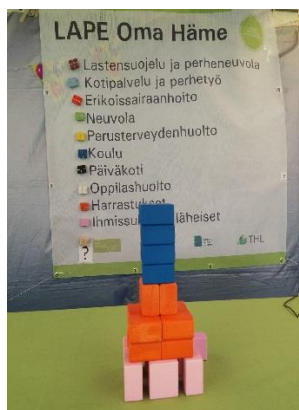 LAPE Oma Häme
Lastensuojelu ja perheneuvola
Kotipalvelu ja perhetyö
Erikoissairaanhoito
Neuvola
Perusterveydenhuolto
Koulu
Päiväkoti
Oppilashuolto
Harrastukset
läheiset
?
THL